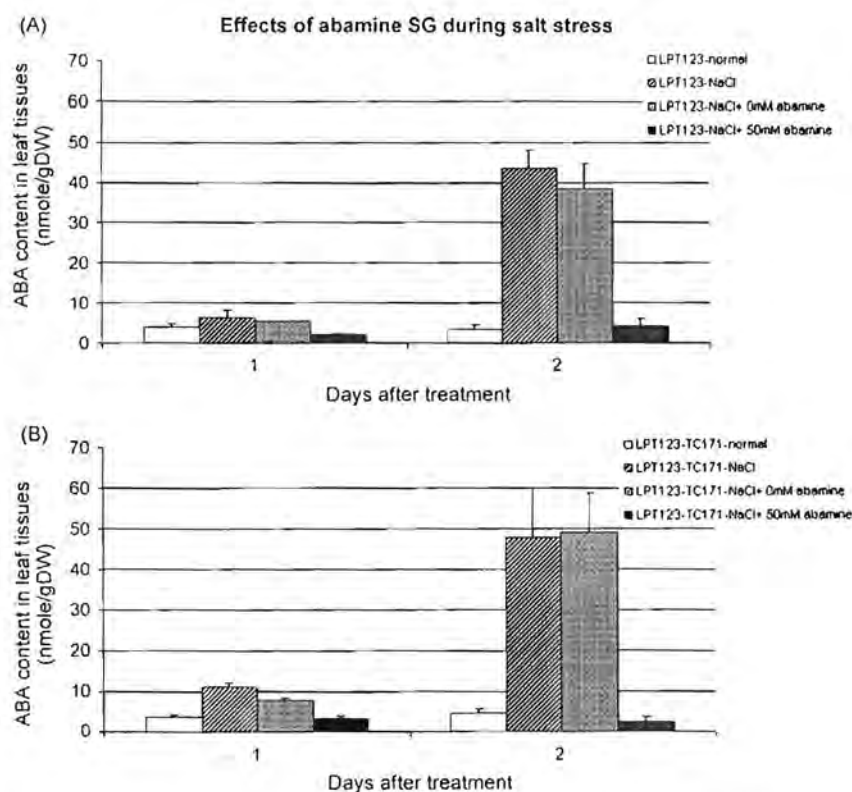 (A)
Effects of abamine SG during salt stress
70
60
50
40
30
20
10
0
ABA content in leaf tissues
(nmole/gDW)
LPT123-normal
LPT123-NaCl
LPT123-NaCl+ 0mM abamine
LPT123-NaCl+ 50mM abamine
1
2
Days after treatment
(B)
70
60
50
40
30
20
10
0
ABA content in leaf tissues
(nmole/gDW)
LPT123-TC171-normal
LPT123-TC171-NaCl
LPT123-TC171-NaCl+ 0mM abamine
LPT123-TC171-NaCl+ 50mM abamine
1
2
Days after treatment